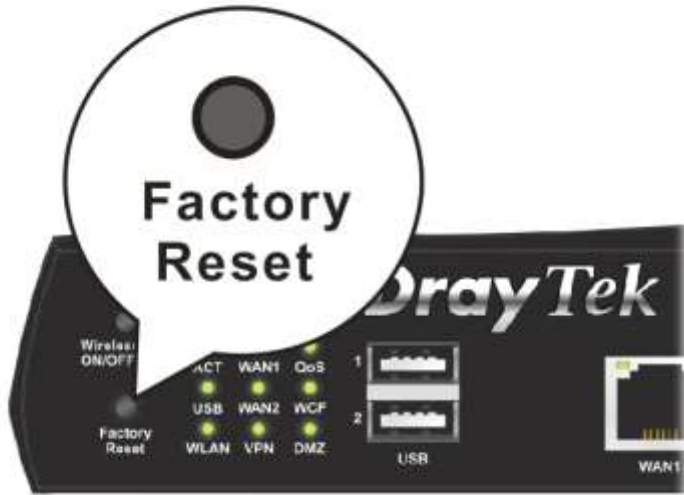 Factory
Reset
DrayTek
Wireless
ON/OFF
ACT WAN1 QoS
USB WAN2 WCF
WLAN VPN DMZ
Factory
Reset
1
2
USB
WAN1